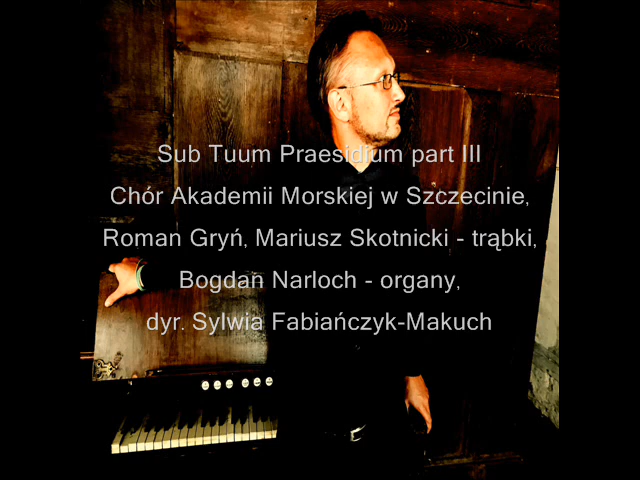 Sub Tuum Praesidium part III
Chór Akademii Morskiej w Szczecinie,
Roman Gryń, Mariusz Skotnicki - trąbki,
Bogdan Narloch - organy,
dyr. Sylwia Fabiańczyk-Makuch